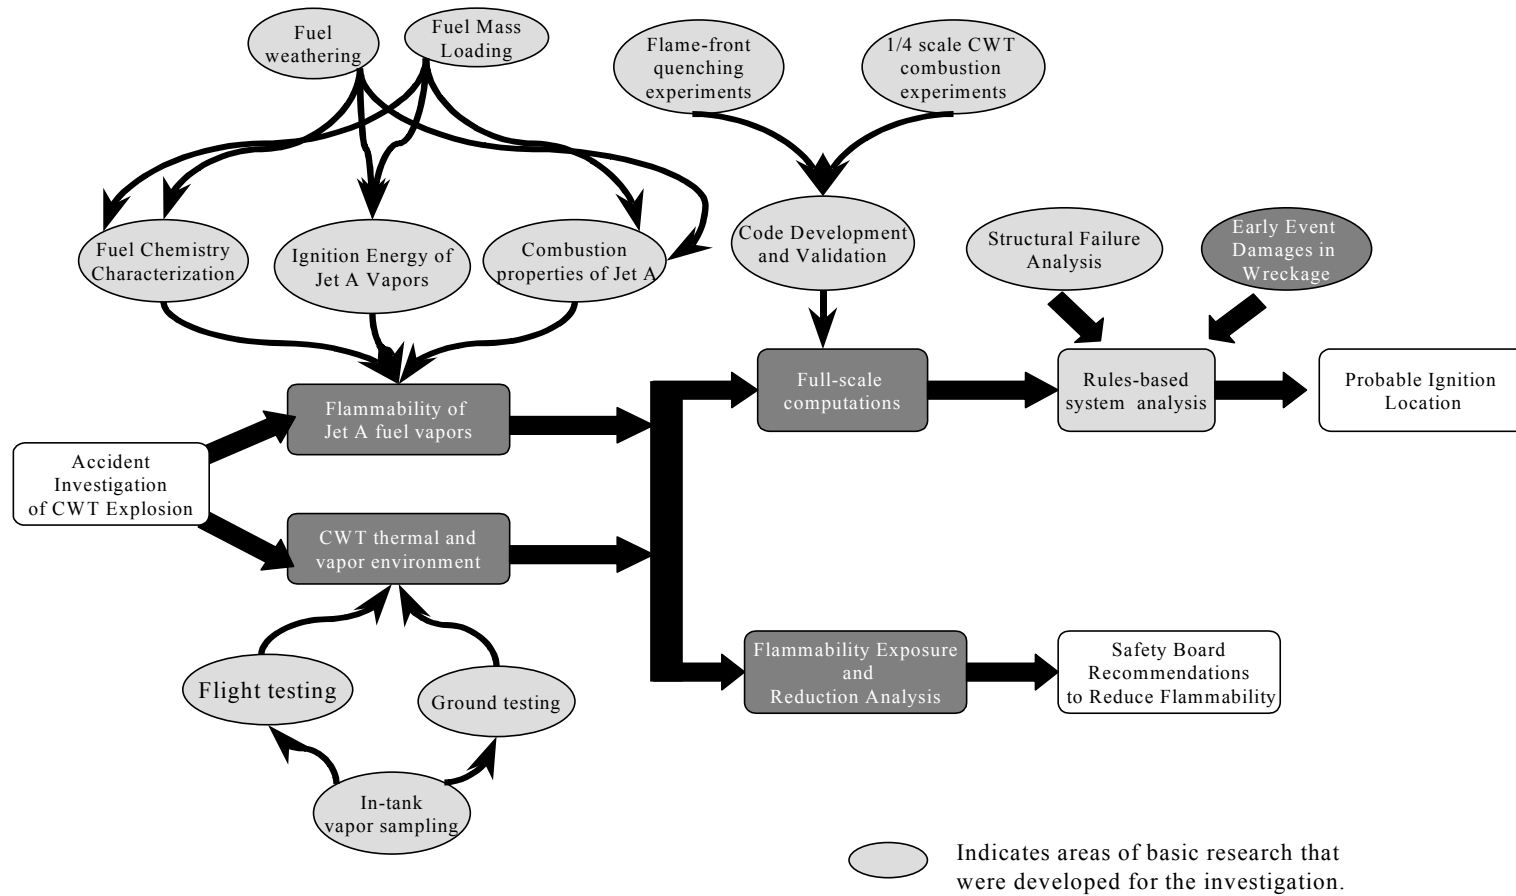 Fuel
weathering
Fuel Mass
Loading
Flame-front
quenching
experiments
1/4 scale CWT
combustion
experiments
Fuel Chemistry
Characterization
Ignition Energy of
Jet A Vapors
Combustion
properties of Jet A
Code Development
and Validation
Structural Failure
Analysis
Early Event
Damages in
Wreckage
Flammability of
Jet A fuel vapors
Full-scale
computations
Rules-based
system analysis
Probable Ignition
Location
Accident
Investigation
of CWT Explosion
CWT thermal and
vapor environment
Flammability Exposure
and
Reduction Analysis
Safety Board
Recommendations
to Reduce Flammability
Flight testing
Ground testing
In-tank
vapor sampling
Indicates areas of basic research that
were developed for the investigation.